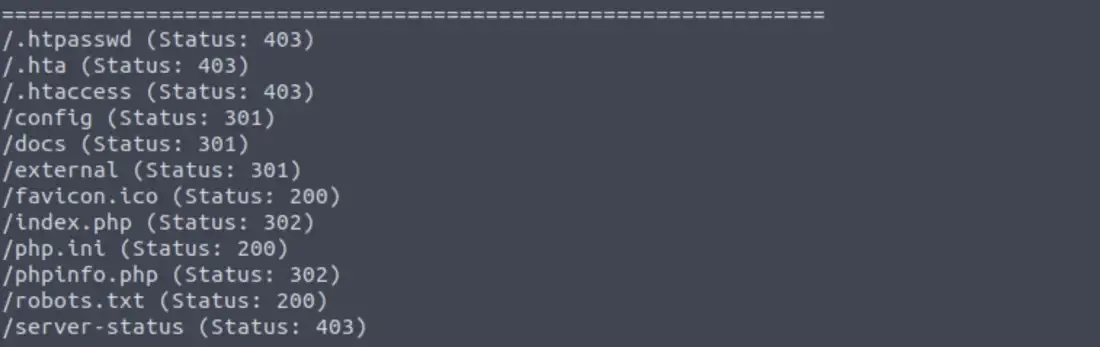 ===============================================================
/.htpasswd (Status: 403)
/.hta (Status: 403)
/.htaccess (Status: 403)
/config (Status: 301)
/docs (Status: 301)
/external (Status: 301)
/favicon.ico (Status: 200)
/index.php (Status: 302)
/php.ini (Status: 200)
/phpinfo.php (Status: 302)
/robots.txt (Status: 200)
/server-status (Status: 403)